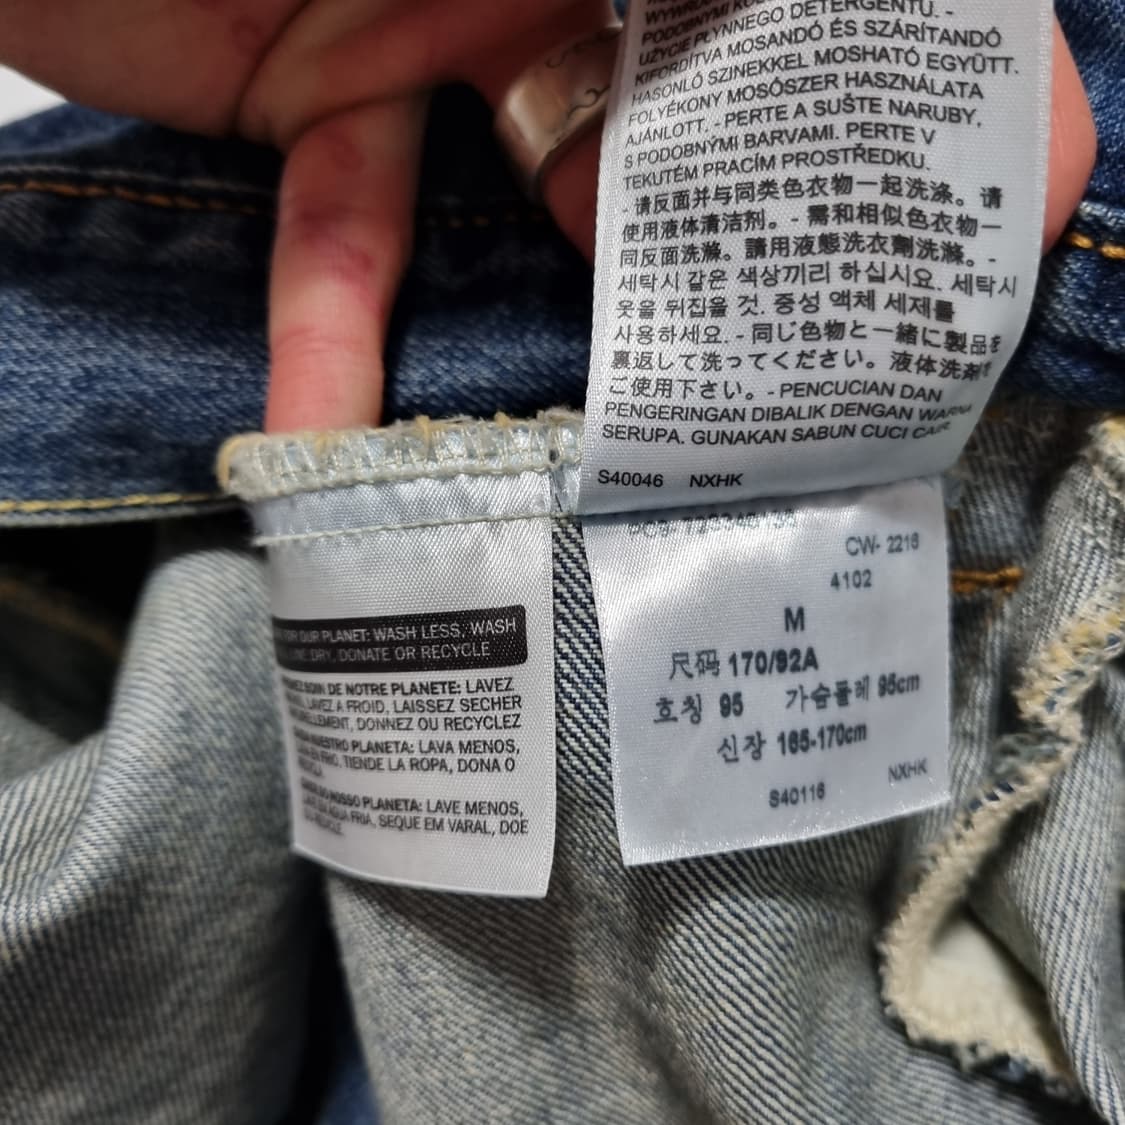 PODOBNYMI
UŻYCIE PŁYNNEGO DETERGENTU. -
KIFORDÍTVA MOSANDÓ ÉS SZÁRÍTANDÓ
HASONLÓ SZINEKKEL MOSHATÓ EGYÜTT.
FOLYÉKONY MOSÓSZER HASZNÁLATA
AJÁNLOTT. - PERTE A SUŠTE NARUBY,
S PODOBNÝMI BARVAMI. PERTE V
TEKUTÉM PRACÍM PROSTŘEDKU.
- 请反面并与同类色衣物一起洗涤。请
使用液体清洁剂。- 需和相似色衣物一
同反面洗滌。請用液態洗衣劑洗滌。-
세탁시 같은 색상끼리 하십시요. 세탁시
옷을 뒤집을 것. 중성 액체 세제를
사용하세요. - 同じ色物と一緒に製品を
裏返して洗ってください。液体洗剤を
ご使用下さい。- PENCUCIAN DAN
PENGERINGAN DIBALIK DENGAN WARNA
SERUPA. GUNAKAN SABUN CUCI CAIR.
S40046 NXHK
FOR OUR PLANET: WASH LESS, WASH
LINE DRY, DONATE OR RECYCLE
SOIN DE NOTRE PLANETE: LAVEZ
LAVEZ A FROID, LAISSEZ SECHER
DONNEZ OU RECYCLEZ
NUESTRO PLANETA: LAVA MENOS,
EN FRIO, TIENDE LA ROPA, DONA O
NOSSO PLANETA: LAVE MENOS,
FRIA, SEQUE EM VARAL, DOE
CW- 2216
4102
M
尺码 170/92A
호칭 95 가슴둘레 95cm
신장 165-170cm
NXHK
S40116